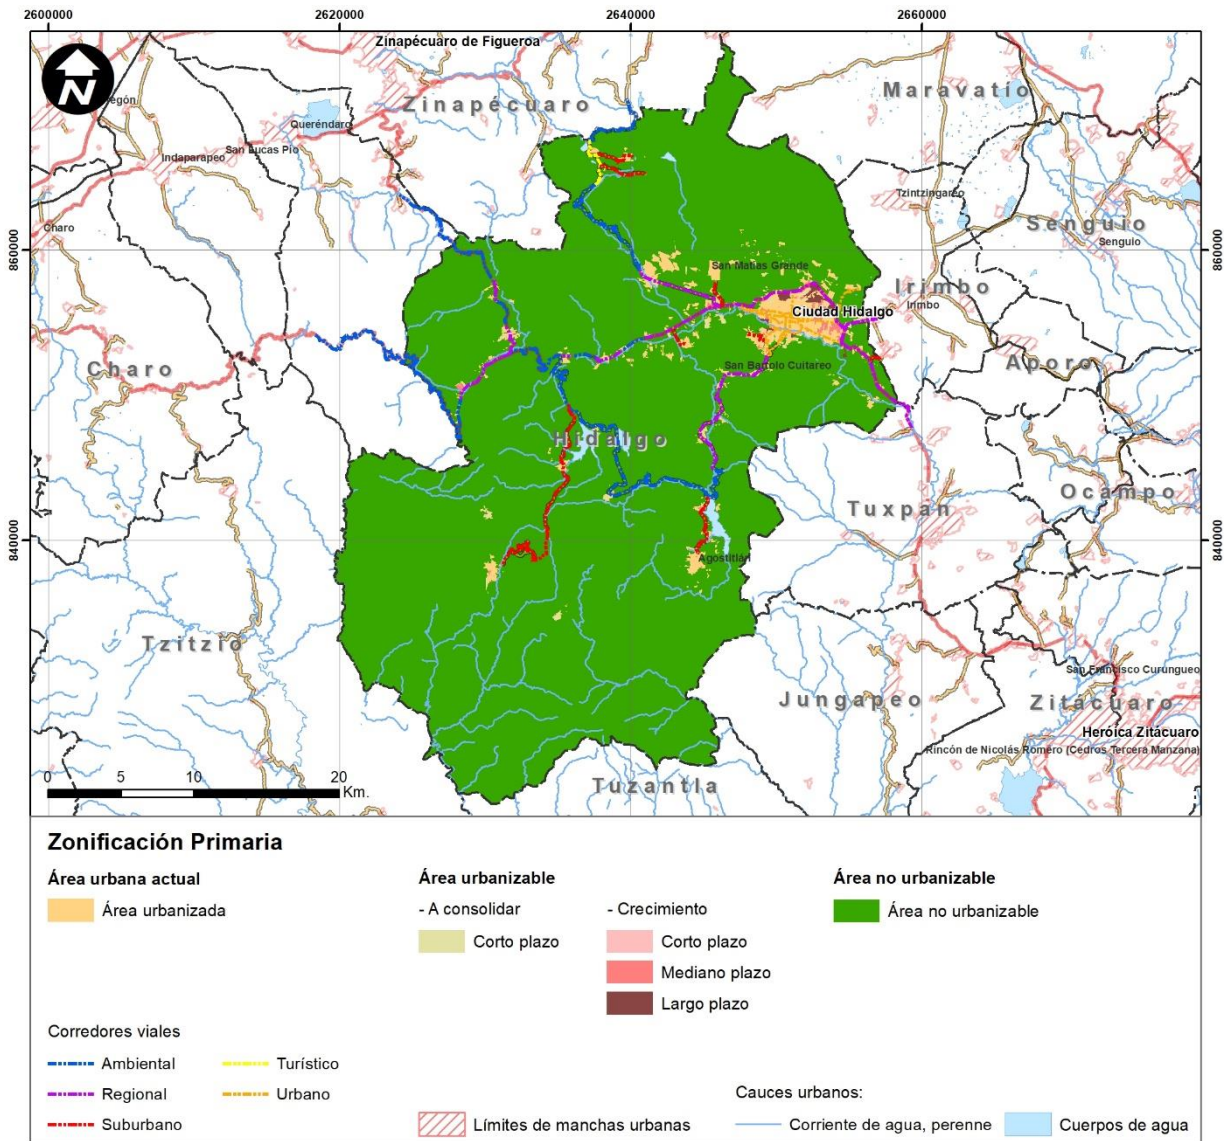 2600000
2620000
2640000
2660000
Zinapécuaro de Figueroa
N
Zinapécuaro
Maravatío
Queréndaro
San Lucas Pío
Indaparapeo
Tzintzingareo
Charo
Senguio
Senguio
860000
860000
San Matías Grande
Irimbo
Irimbo
Ciudad Hidalgo
Charo
San Bartolo Cuitareo
Aporo
Hidalgo
Ocampo
Tuxpan
840000
840000
Agostitlán
Tzitzio
San Francisco Curungueo
Jungapeo
Zitácuaro
Heróica Zitácuaro
Rincón de Nicolás Romero (Cedros Tercera Manzana)
Tuzantla
0 5 10 20 Km.
Zonificación Primaria
Área urbana actual
Área urbanizada
Área urbanizable
- A consolidar
Corto plazo
- Crecimiento
Corto plazo
Mediano plazo
Largo plazo
Área no urbanizable
Área no urbanizable
Corredores viales
Ambiental
Regional
Suburbano
Turístico
Urbano
Límites de manchas urbanas
Cauces urbanos:
Corriente de agua, perenne
Cuerpos de agua